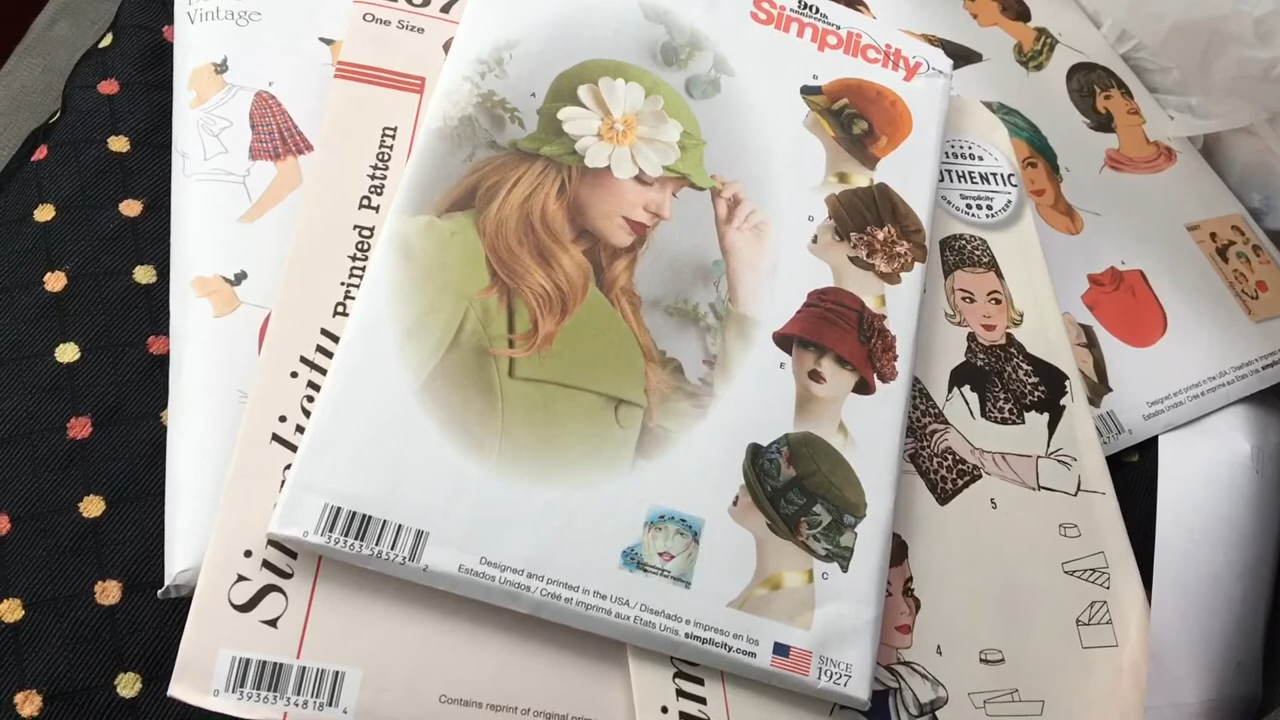 Vintage
F
One Size
Simplicity Printed Pattern
0 39363 34818 4
Contains reprint of original
90th
anniversary
Simplicity
A
B
D
E
C
0 39363 58573 2
Designed and printed in the USA./ Diseñado e impreso en los
Estados Unidos./ Créé et imprimé aux Etats Unis. simplicity.com
SINCE
1927
1960s
UTHENTIC
Simplicity
ORIGINAL PATTERN
5
4
A
Designed and printed in the USA./ Diseñado e impreso
Estados Unidos./ Créé et imprimé aux Etats Unis.